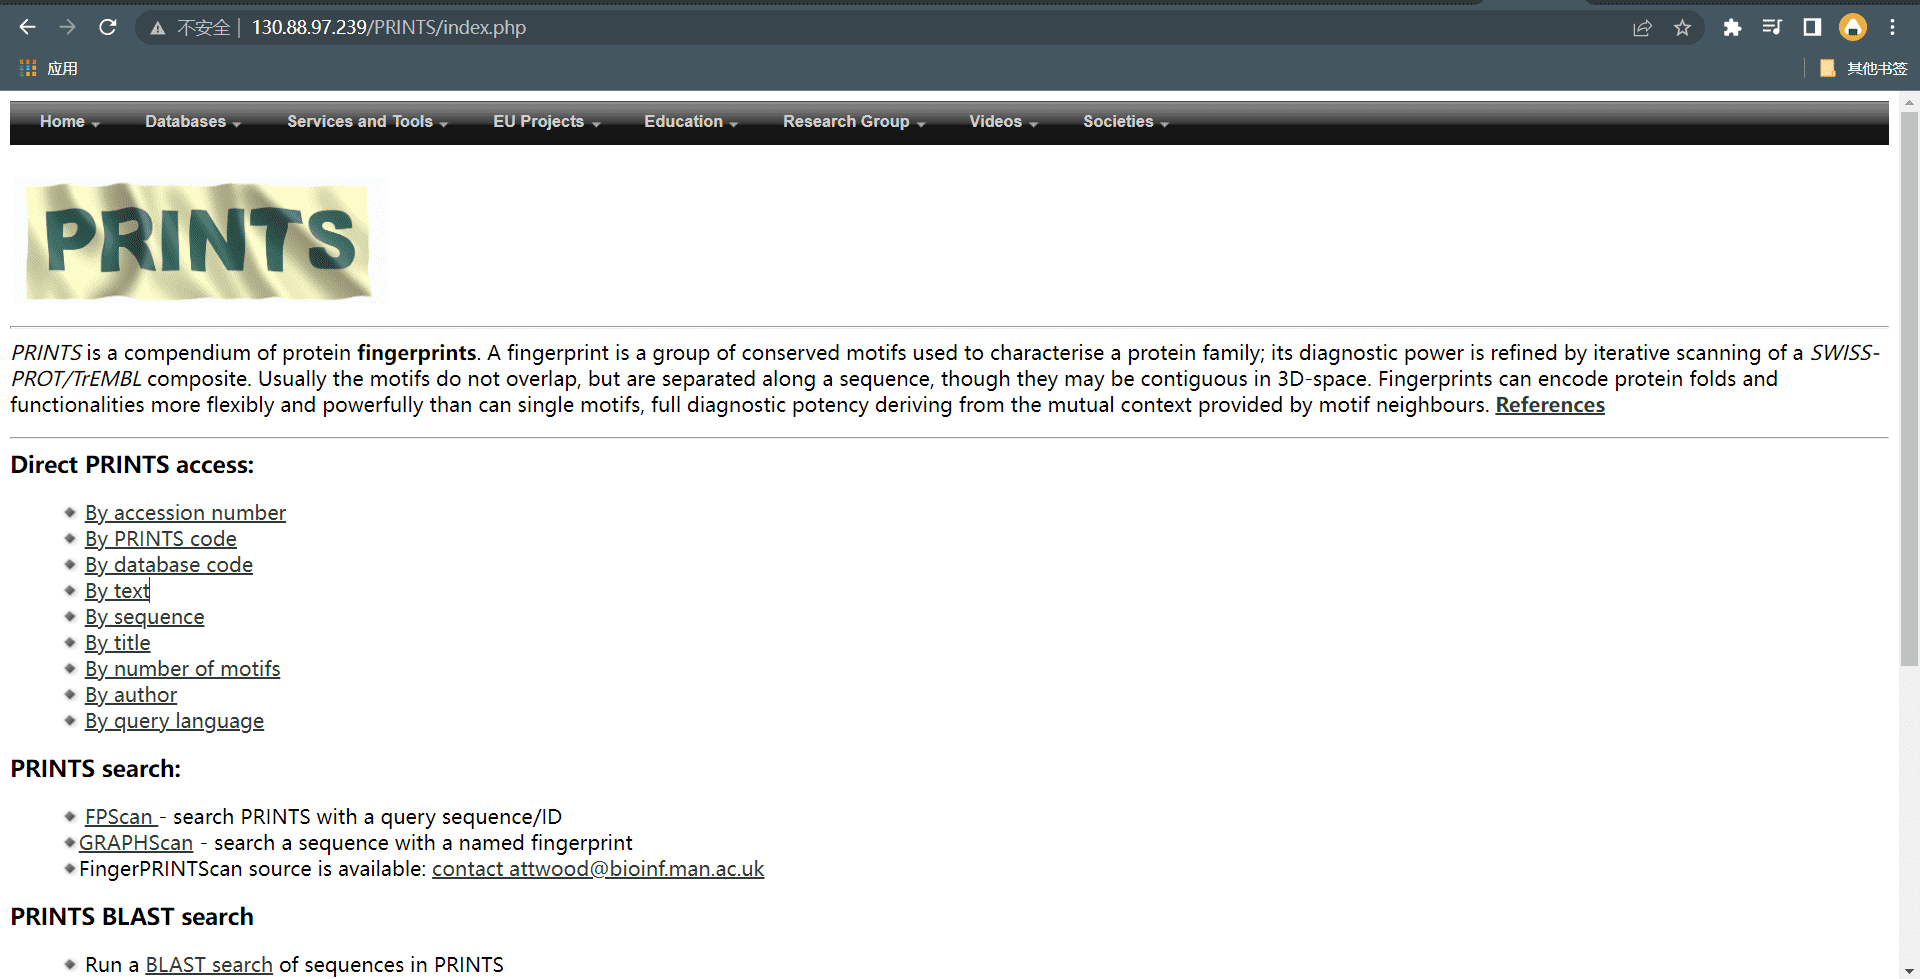 不安全 | 130.88.97.239/PRINTS/index.php
应用
其他书签
Home Databases Services and Tools EU Projects Education Research Group Videos Societies
PRINTS
PRINTS is a compendium of protein fingerprints. A fingerprint is a group of conserved motifs used to characterise a protein family; its diagnostic power is refined by iterative scanning of a SWISS-
PROT/TrEMBL composite. Usually the motifs do not overlap, but are separated along a sequence, though they may be contiguous in 3D-space. Fingerprints can encode protein folds and
functionalities more flexibly and powerfully than can single motifs, full diagnostic potency deriving from the mutual context provided by motif neighbours. References
Direct PRINTS access:
By accession number
By PRINTS code
By database code
By text
By sequence
By title
By number of motifs
By author
By query language
PRINTS search:
FPScan - search PRINTS with a query sequence/ID
GRAPHScan - search a sequence with a named fingerprint
FingerPRINTScan source is available: contact attwood@bioinf.man.ac.uk
PRINTS BLAST search
Run a BLAST search of sequences in PRINTS